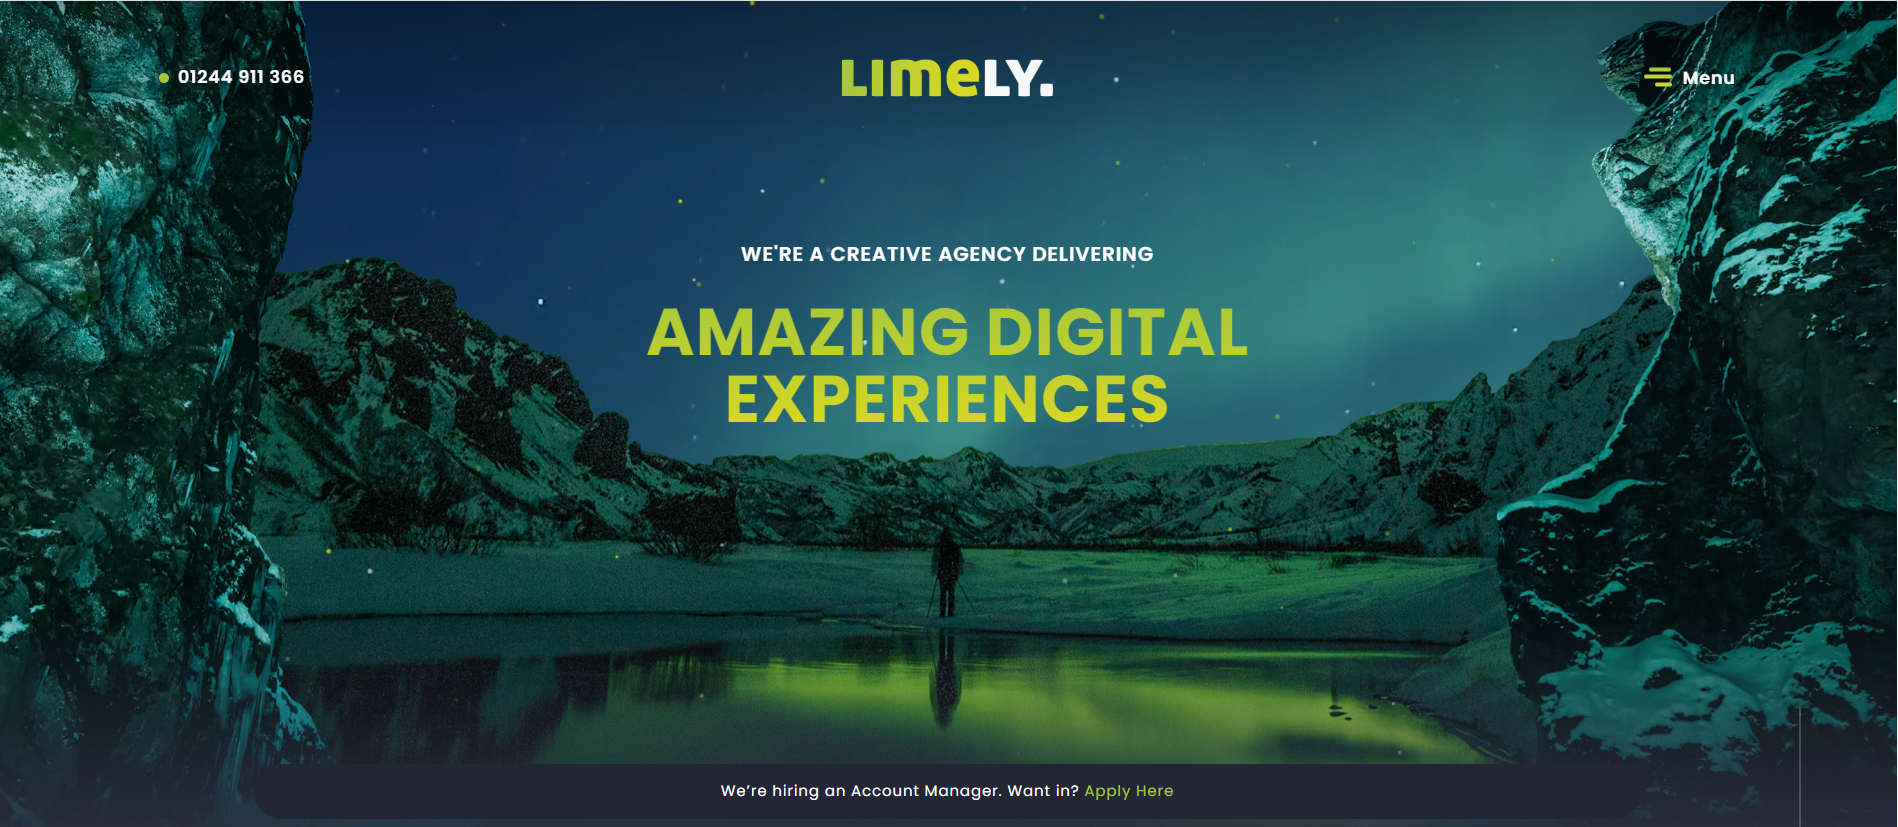 01244 911 366
LIMELY.
Menu
WE'RE A CREATIVE AGENCY DELIVERING
AMAZING DIGITAL
EXPERIENCES
We're hiring an Account Manager. Want in? Apply Here